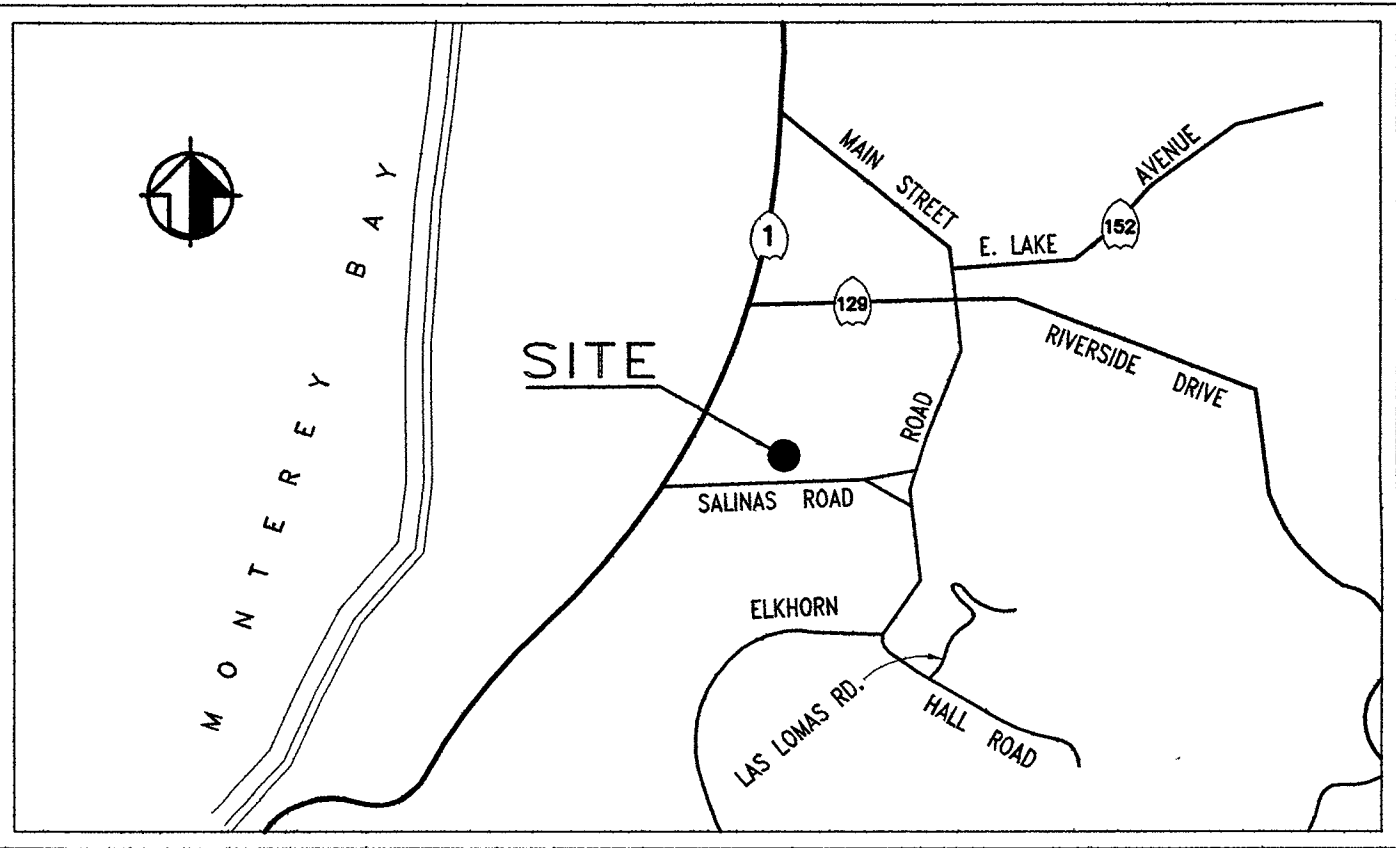 MONTEREY BAY
1
MAIN STREET
E. LAKE AVENUE
152
129
RIVERSIDE DRIVE
SITE
ROAD
SALINAS ROAD
ELKHORN
LAS LOMAS RD.
HALL ROAD